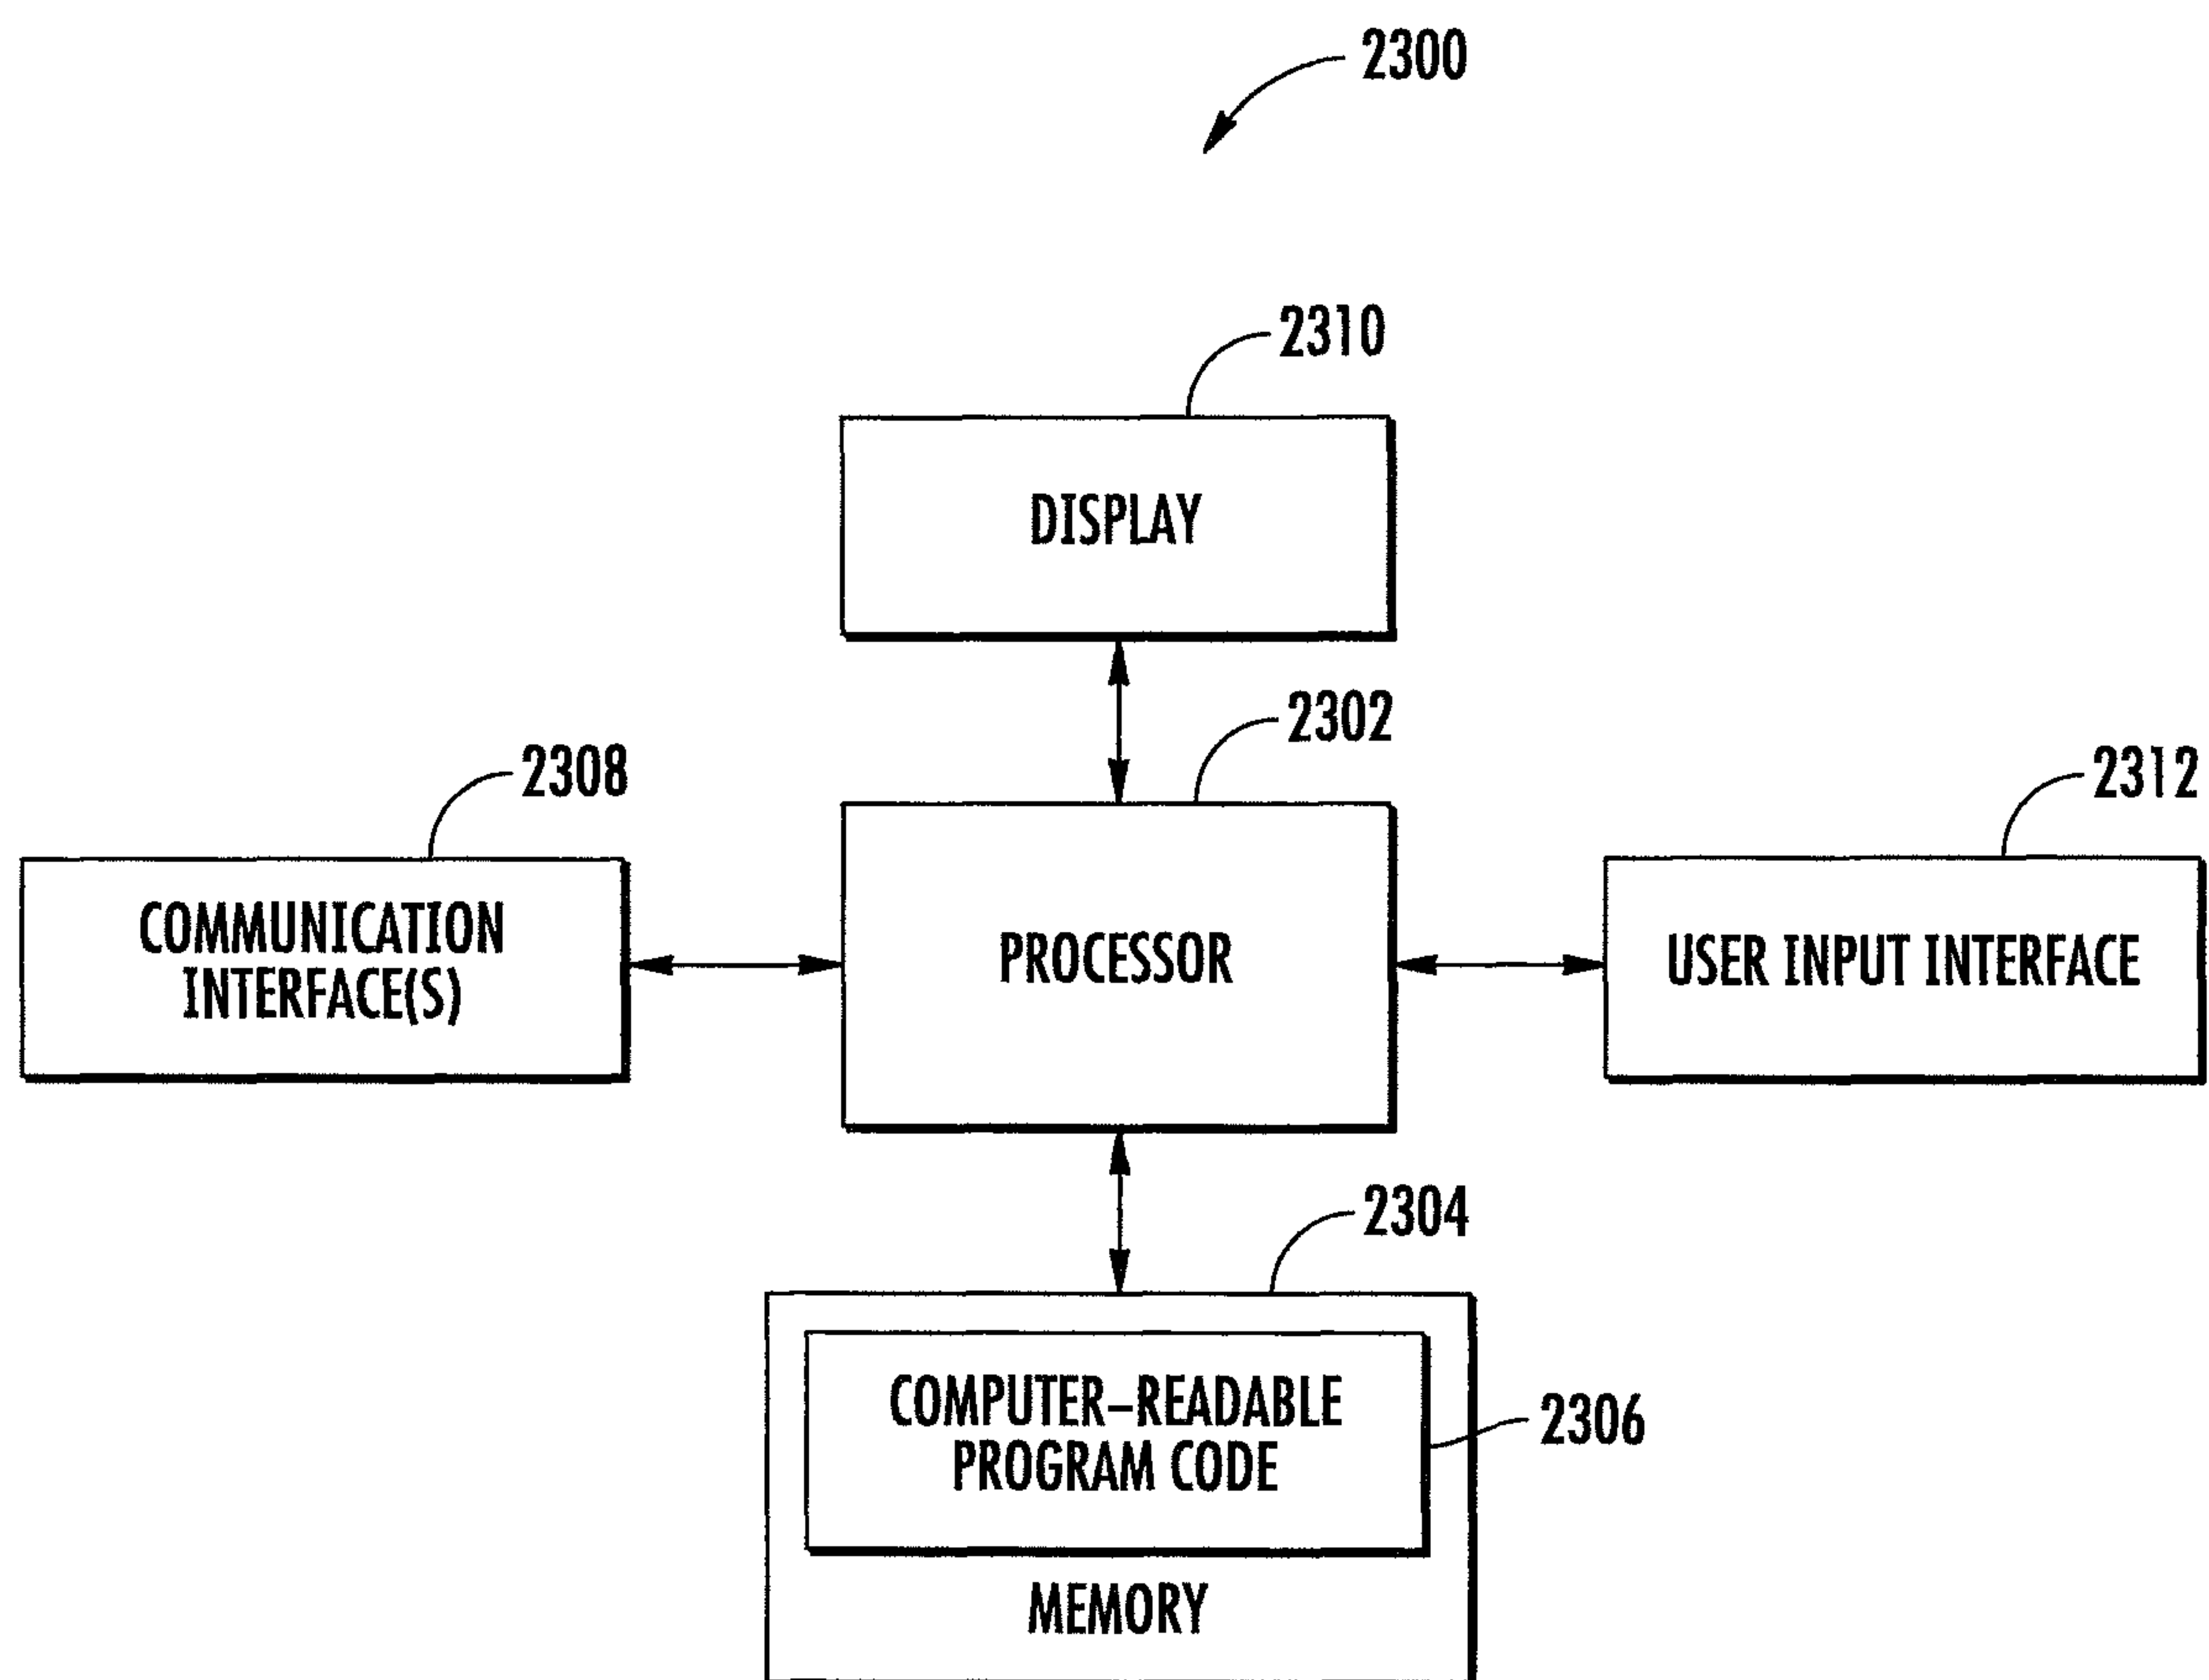 2300
2310
DISPLAY
2302
2308
2312
COMMUNICATION
INTERFACE(S)
PROCESSOR
USER INPUT INTERFACE
2304
COMPUTER–READABLE
PROGRAM CODE
2306
MEMORY